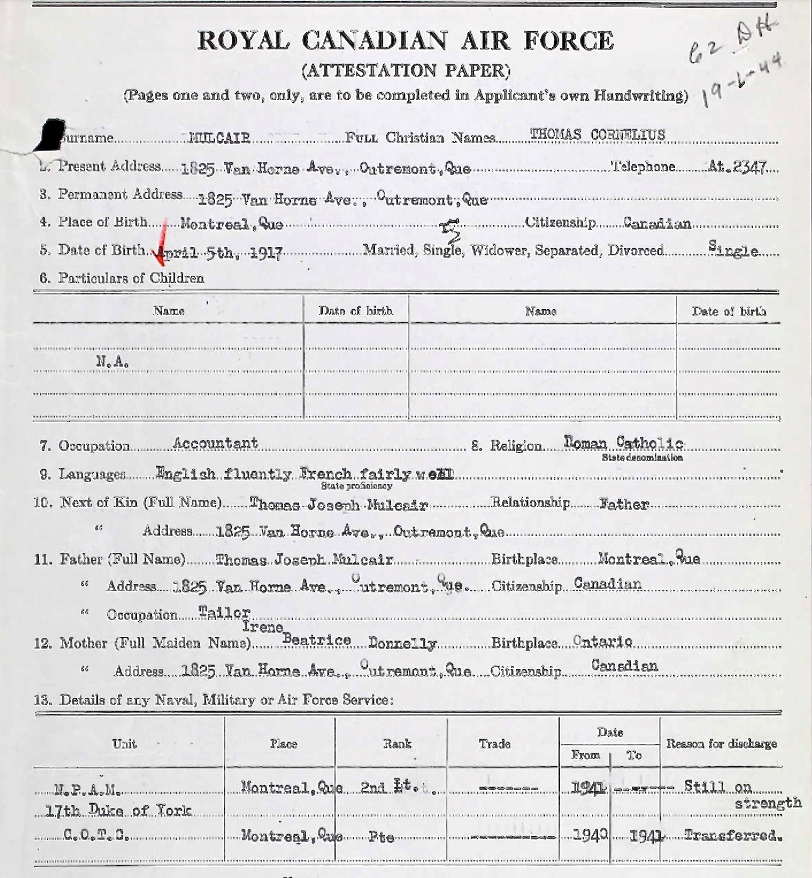 62 DH
19-6-44
ROYAL CANADIAN AIR FORCE
(ATTESTATION PAPER)
(Pages one and two, only, are to be completed in Applicant's own Handwriting)
urname MULCAIR Full Christian Names THOMAS CORNELIUS
2. Present Address 1825 Van Horne Ave., Outremont,Que Telephone At.2347
3. Permanent Address 1825 Van Horne Ave., Outremont,Que
4. Place of Birth Montreal,Que Citizenship Canadian
5. Date of Birth April 5th, 1917 Married, Single, Widower, Separated, Divorced Single
6. Particulars of Children
Name Date of birth Name Date of birth
N.A.
7. Occupation Accountant 8. Religion Roman Catholic
State denomination
9. Languages English fluently French fairly well
State proficiency
10. Next of Kin (Full Name) Thomas Joseph Mulcair Relationship Father
" Address 1825 Van Horne Ave., Outremont,Que
11. Father (Full Name) Thomas Joseph Mulcair Birthplace Montreal,Que
" Address 1825 Van Horne Ave., Outremont,Que. Citizenship Canadian
" Occupation Tailor
Irene
12. Mother (Full Maiden Name) Beatrice Donnelly Birthplace Ontario
" Address 1825 Van Horne Ave., Outremont,Que Citizenship Canadian
13. Details of any Naval, Military or Air Force Service:
Unit Place Rank Trade Date Reason for discharge
From To
N.P.A.M. Montreal,Que 2nd Lt. ------- 1941 ------- Still on
strength
17th Duke of York
C.O.T.C. Montreal,Que Pte ---------- 1940 1941 Transferred.